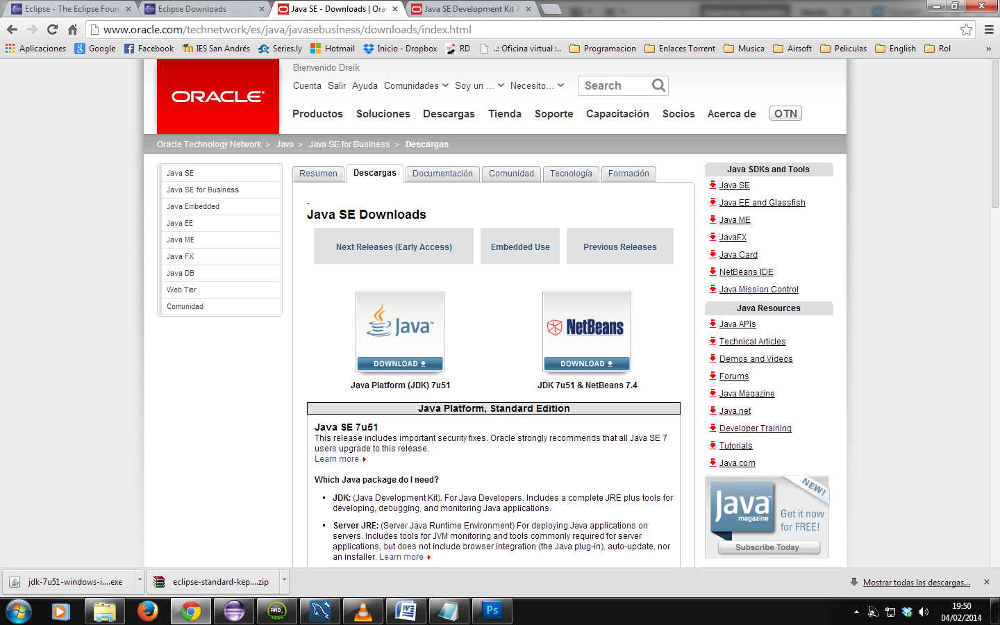 Eclipse - The Eclipse Foun
Eclipse Downloads
Java SE - Downloads | Ora
Java SE Development Kit 7
www.oracle.com/technetwork/es/java/javasebusiness/downloads/index.html
Aplicaciones
Google
Facebook
IES San Andrés
Series.ly
Hotmail
Inicio - Dropbox
RD
..: Oficina virtual :..
Programacion
Enlaces Torrent
Musica
Airsoft
Peliculas
English
Rol
»
ORACLE
Bienvenido Dreik
Cuenta Salir Ayuda Comunidades Soy un ... Necesito...
Search
Productos Soluciones Descargas Tienda Soporte Capacitación Socios Acerca de OTN
Oracle Technology Network > Java > Java SE for Business > Descargas
Java SE
Java SE for Business
Java Embedded
Java EE
Java ME
Java FX
Java DB
Web Tier
Comunidad
Resumen Descargas Documentación Comunidad Tecnología Formación
-
Java SE Downloads
Next Releases (Early Access) Embedded Use Previous Releases
Java™
DOWNLOAD
Java Platform (JDK) 7u51
NetBeans
DOWNLOAD
JDK 7u51 & NetBeans 7.4
Java Platform, Standard Edition
Java SE 7u51
This release includes important security fixes. Oracle strongly recommends that all Java SE 7
users upgrade to this release.
Learn more
Which Java package do I need?
▪ JDK: (Java Development Kit). For Java Developers. Includes a complete JRE plus tools for
developing, debugging, and monitoring Java applications.
▪ Server JRE: (Server Java Runtime Environment) For deploying Java applications on
servers. Includes tools for JVM monitoring and tools commonly required for server
applications, but does not include browser integration (the Java plug-in), auto-update, nor
an installer. Learn more
Java SDKs and Tools
Java SE
Java EE and Glassfish
Java ME
JavaFX
Java Card
NetBeans IDE
Java Mission Control
Java Resources
Java APIs
Technical Articles
Demos and Videos
Forums
Java Magazine
Java.net
Developer Training
Tutorials
Java.com
NEW!
Java
magazine
Get it now
for FREE!
Subscribe Today
jdk-7u51-windows-i....exe
eclipse-standard-kep....zip
Mostrar todas las descargas...
AND_
W
Ps
19:50
04/02/2014